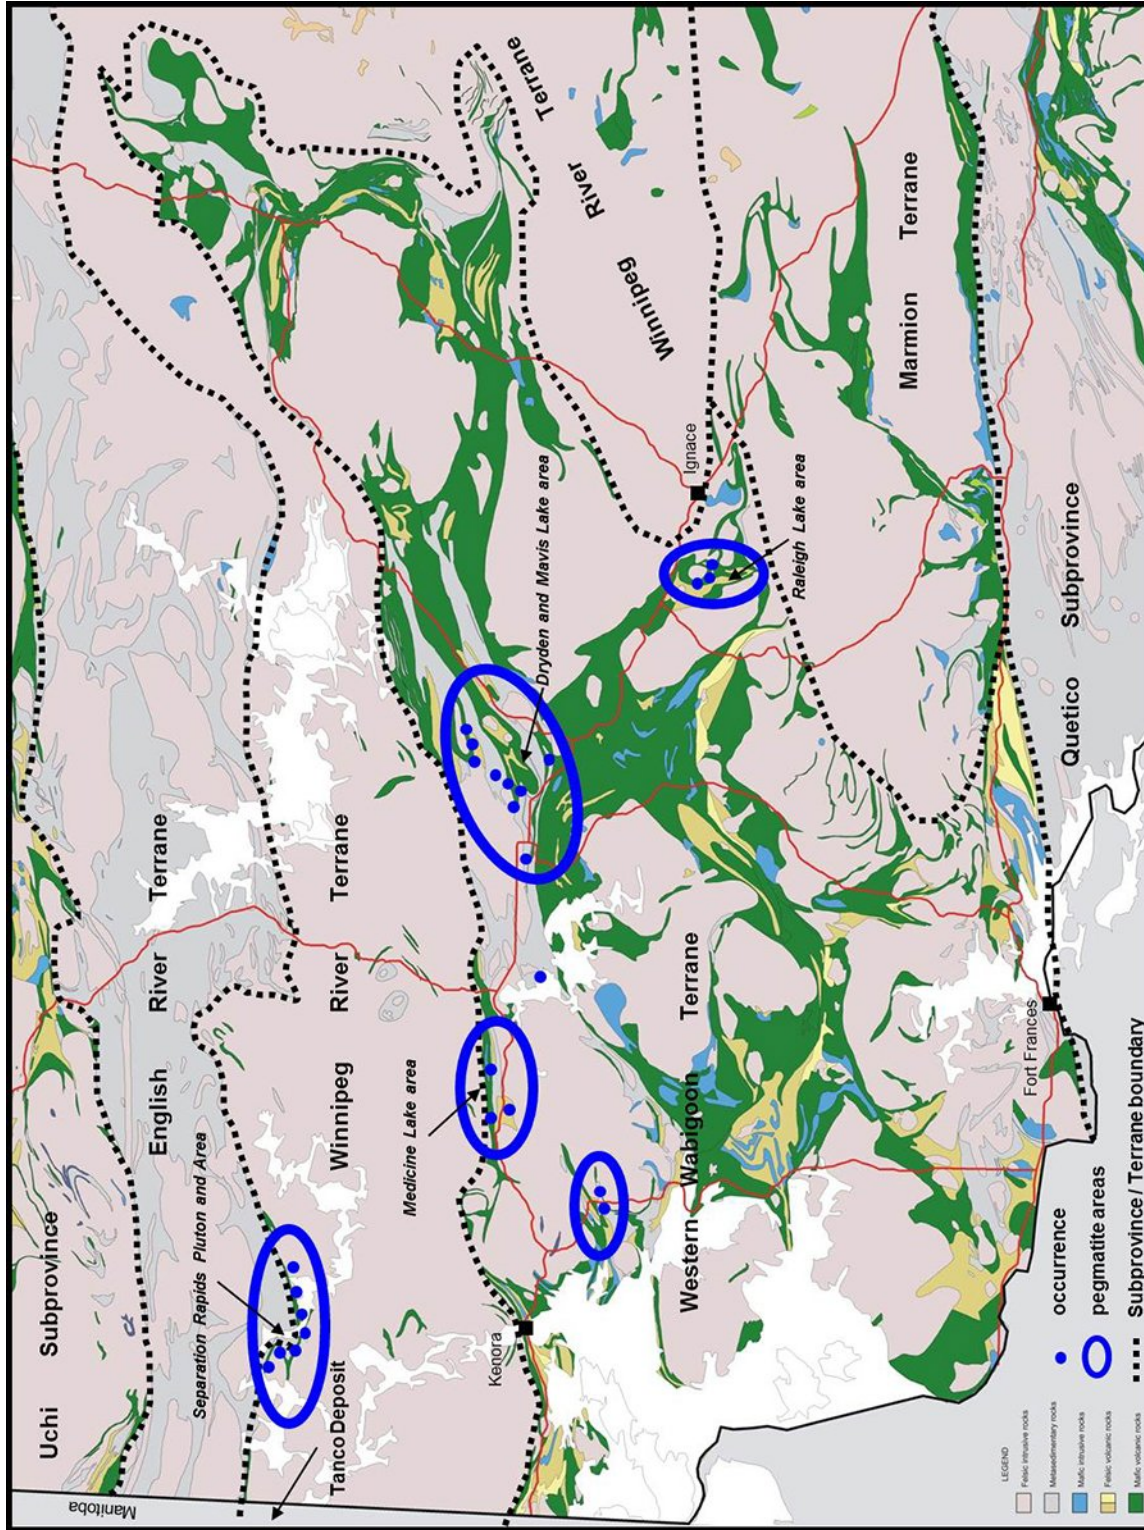 Manitoba
Uchi Subprovince
English River Terrane
Separation Rapids Pluton and Area
TancoDeposit
Winnipeg River Terrane
Medicine Lake area
Kenora
Dryden and Mavis Lake area
Winnipeg River Terrane
Ignace
Raleigh Lake area
Western Wabigoon Terrane
Marmion Terrane
Fort Frances
Quetico Subprovince
LEGEND
Felsic intrusive rocks
Metasedimentary rocks
Mafic intrusive rocks
Felsic volcanic rocks
Mafic volcanic rocks
occurrence
pegmatite areas
Subprovince / Terrane boundary